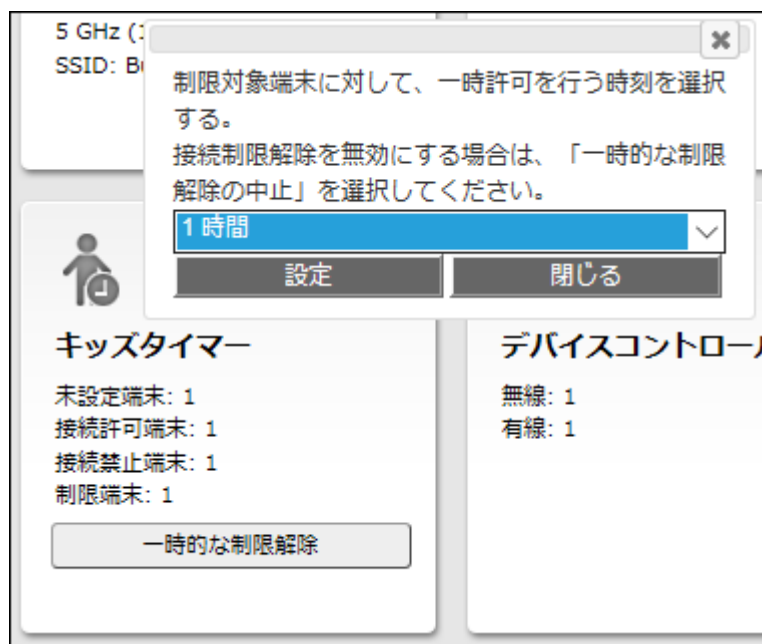 5 GHz (
SSID:
制限対象端末に対して、一時許可を行う時刻を選択
する。
接続制限解除を無効にする場合は、「一時的な制限
解除の中止」を選択してください。
1 時間
設定
閉じる
キッズタイマー
未設定端末: 1
接続許可端末: 1
接続禁止端末: 1
制限端末: 1
一時的な制限解除
デバイスコントロー
無線: 1
有線: 1